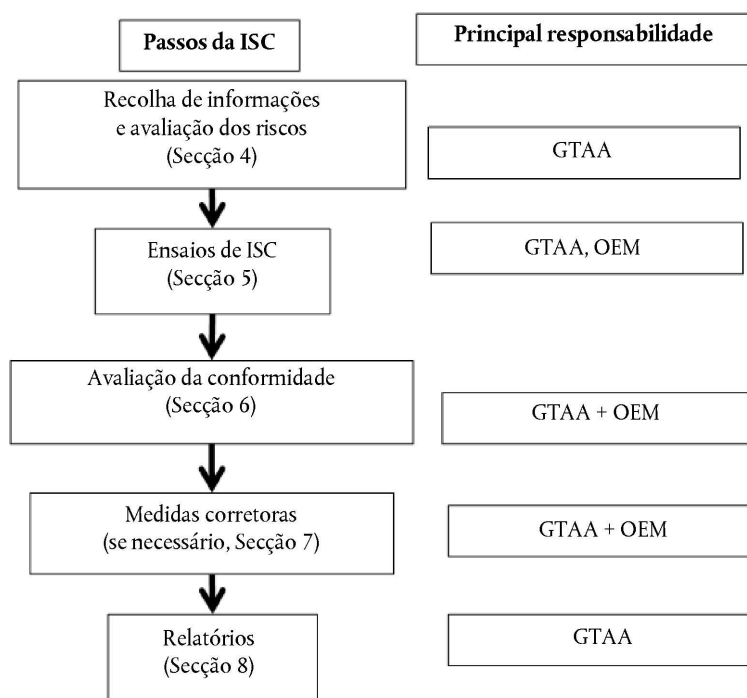 Passos da ISC
Principal responsabilidade
Recolha de informações
e avaliação dos riscos
(Secção 4)
GTAA
Ensaios de ISC
(Secção 5)
GTAA, OEM
Avaliação da conformidade
(Secção 6)
GTAA + OEM
Medidas corretoras
(se necessário, Secção 7)
GTAA + OEM
Relatórios
(Secção 8)
GTAA